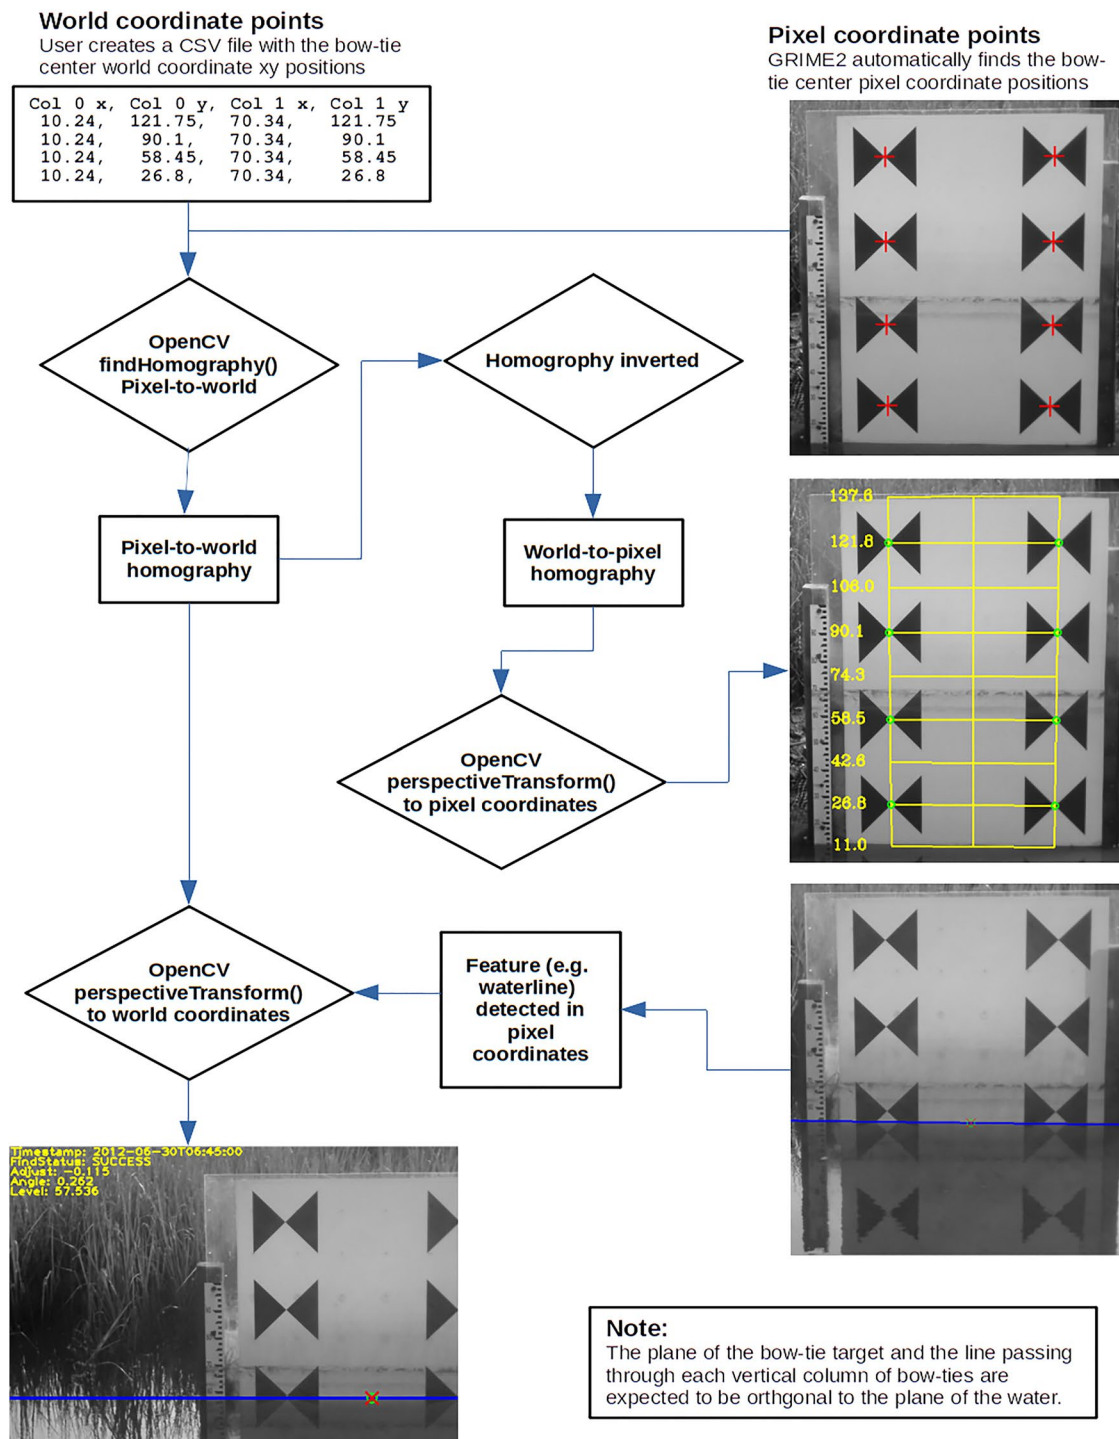 World coordinate points
User creates a CSV file with the bow-tie
center world coordinate xy positions
Col 0 x, Col 0 y, Col 1 x, Col 1 y
10.24, 121.75, 70.34, 121.75
10.24, 90.1, 70.34, 90.1
10.24, 58.45, 70.34, 58.45
10.24, 26.8, 70.34, 26.8
Pixel coordinate points
GRIME2 automatically finds the bow-
tie center pixel coordinate positions
OpenCV
findHomography()
Pixel-to-world
Homogrophy inverted
Pixel-to-world
homography
World-to-pixel
homography
137.6
121.8
106.0
90.1
74.3
58.5
42.6
26.8
11.0
OpenCV
perspectiveTransform()
to pixel coordinates
OpenCV
perspectiveTransform()
to world coordinates
Feature (e.g.
waterline)
detected in
pixel
coordinates
Timestamp: 2012-06-30T06:45:00
FindStatus: SUCCESS
Adjust: -0.115
Angle: 0.262
Level: 57.536
Note:
The plane of the bow-tie target and the line passing
through each vertical column of bow-ties are
expected to be orthgonal to the plane of the water.